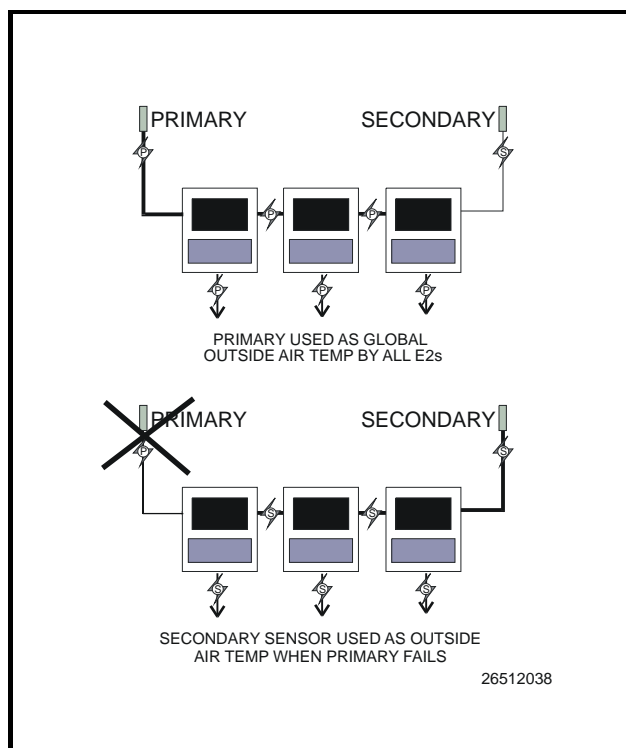 PRIMARY SECONDARY
P S
P P
P P P
PRIMARY USED AS GLOBAL
OUTSIDE AIR TEMP BY ALL E2s
PRIMARY SECONDARY
P S
S S
S S S
SECONDARY SENSOR USED AS OUTSIDE
AIR TEMP WHEN PRIMARY FAILS
26512038